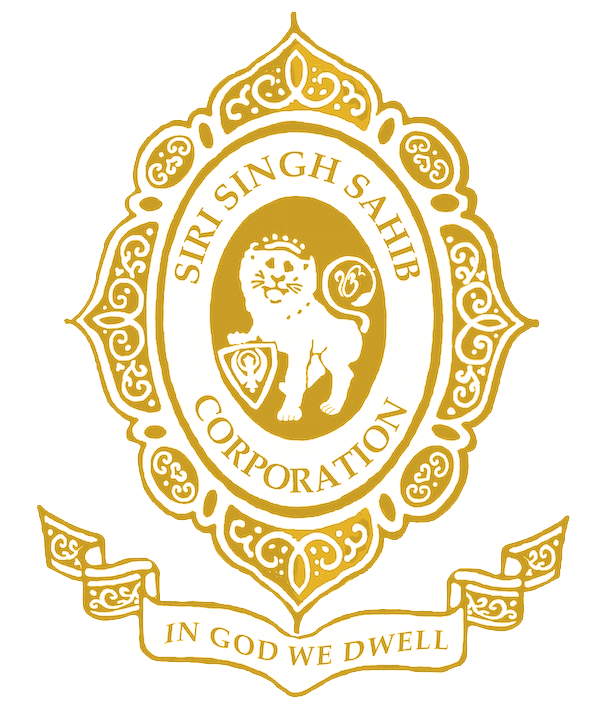 SIRI SINGH SAHIB
ੴ
CORPORATION
IN GOD WE DWELL